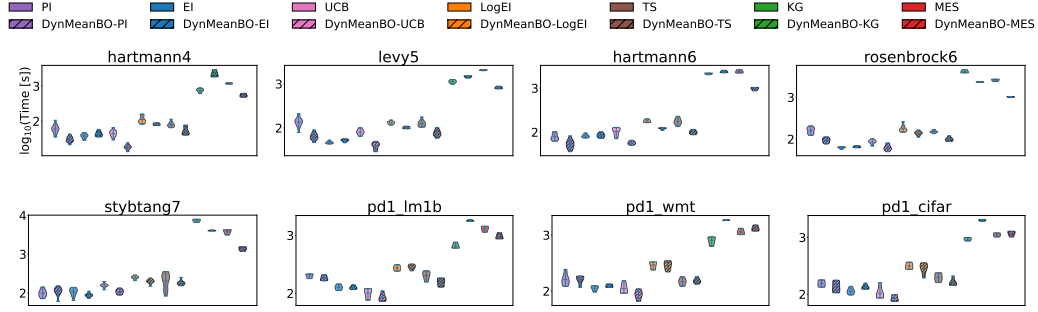 PI EI UCB LogEI TS KG MES
DynMeanBO-PI DynMeanBO-EI DynMeanBO-UCB DynMeanBO-LogEI DynMeanBO-TS DynMeanBO-KG DynMeanBO-MES
hartmann4 levy5 hartmann6 rosenbrock6
log10(Time [s])
3 3 3 3
2 2 2 2
stybtang7 pd1_lm1b pd1_wmt pd1_cifar
4
3 3 3 3
2 2 2 2